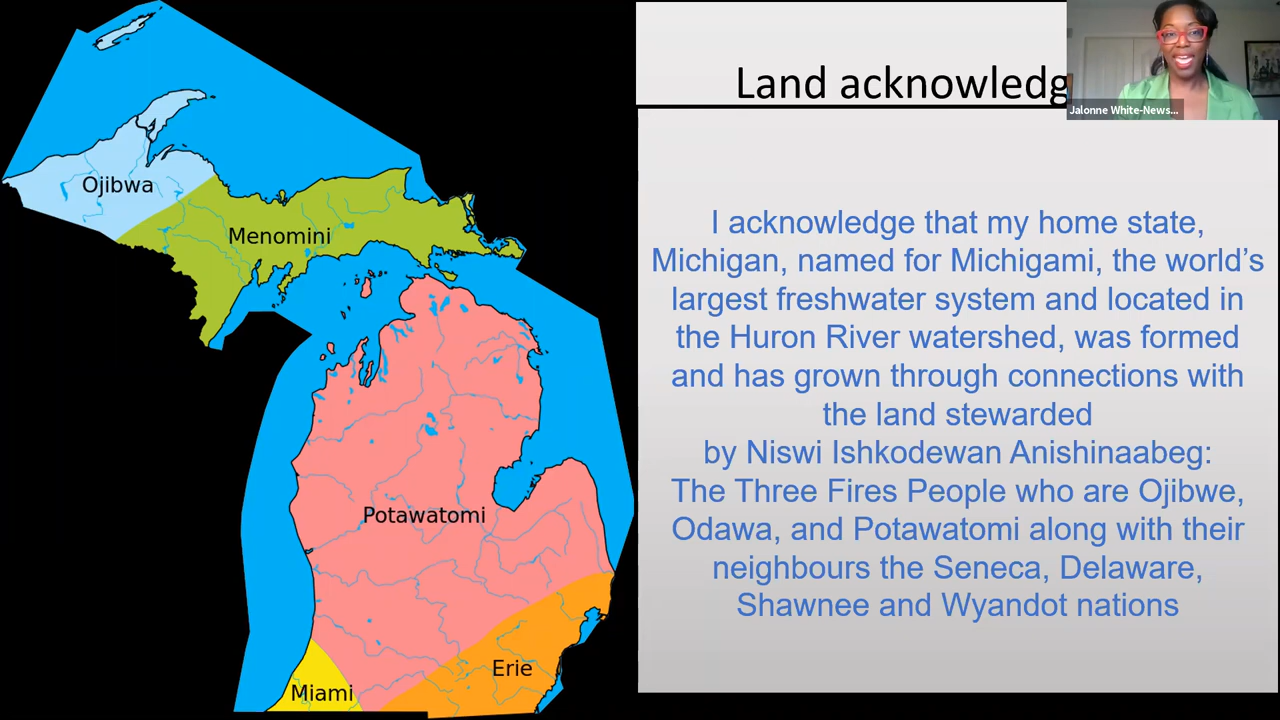 Ojibwa
Menomini
Potawatomi
Erie
Miami
Land acknowledg
Jalonne White-News...
I acknowledge that my home state,
Michigan, named for Michigami, the world’s
largest freshwater system and located in
the Huron River watershed, was formed
and has grown through connections with
the land stewarded
by Niswi Ishkodewan Anishinaabeg:
The Three Fires People who are Ojibwe,
Odawa, and Potawatomi along with their
neighbours the Seneca, Delaware,
Shawnee and Wyandot nations